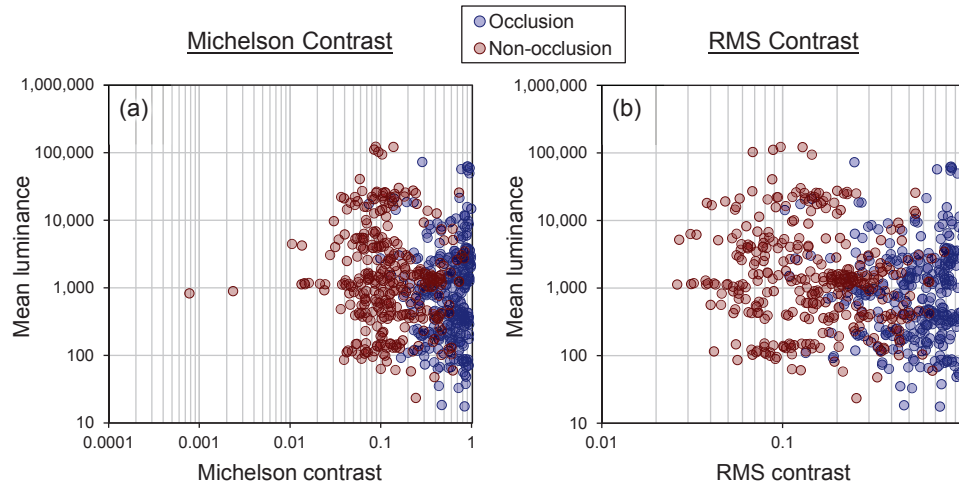 Michelson Contrast
Occlusion
Non-occlusion
RMS Contrast
(a)
1,000,000
100,000
10,000
1,000
100
10
Mean luminance
0.0001
0.001
0.01
0.1
1
Michelson contrast
(b)
1,000,000
100,000
10,000
1,000
100
10
Mean luminance
0.01
0.1
RMS contrast